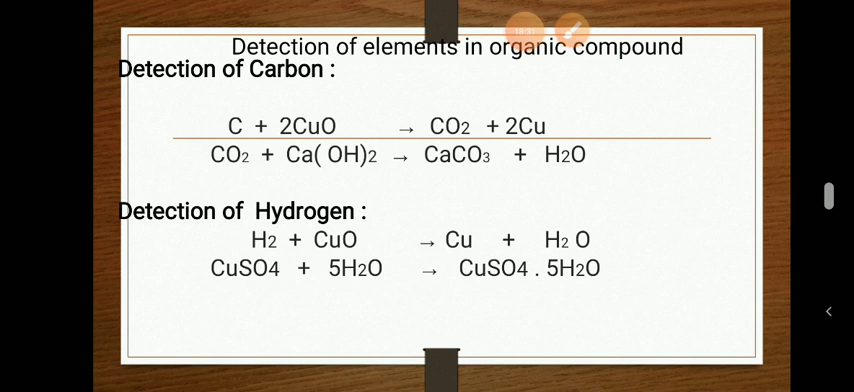 Detection of elements in organic compound
Detection of Carbon :
C + 2CuO → CO2 + 2Cu
CO2 + Ca( OH)2 → CaCO3 + H2O
Detection of Hydrogen :
H2 + CuO → Cu + H2 O
CuSO4 + 5H2O → CuSO4 . 5H2O